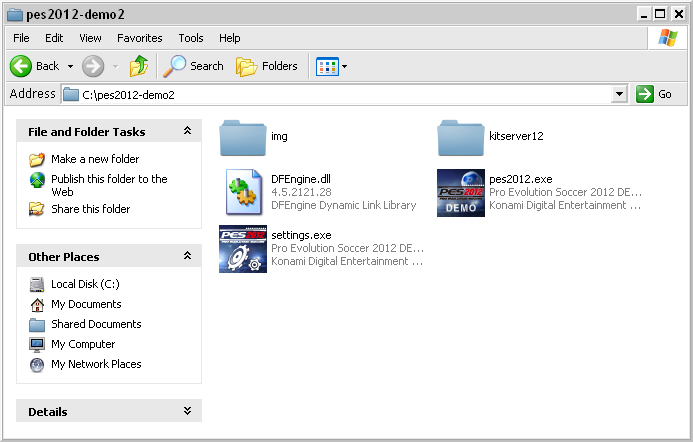 pes2012-demo2
File Edit View Favorites Tools Help
Back Search Folders
Address C:\pes2012-demo2 Go
File and Folder Tasks
Make a new folder
Publish this folder to the
Web
Share this folder
Other Places
Local Disk (C:)
My Documents
Shared Documents
My Computer
My Network Places
Details
img
kitserver12
DFEngine.dll
4.5.2121.28
DFEngine Dynamic Link Library
PES2012
DEMO
pes2012.exe
Pro Evolution Soccer 2012 DE...
Konami Digital Entertainment ...
PES2012
settings.exe
Pro Evolution Soccer 2012 DE...
Konami Digital Entertainment ...